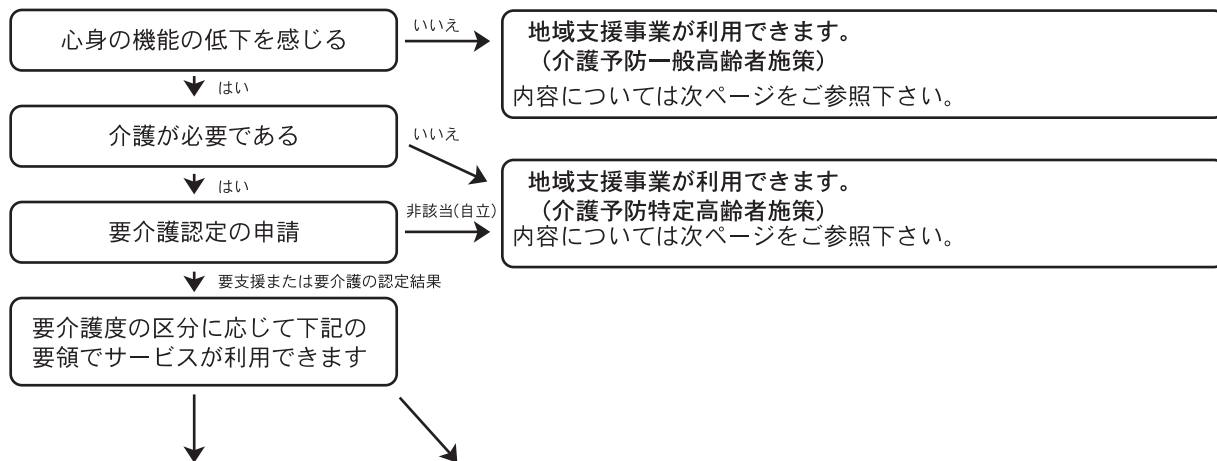 心身の機能の低下を感じる
いいえ
地域支援事業が利用できます。
（介護予防一般高齢者施策）
内容については次ページをご参照下さい。
はい
介護が必要である
いいえ
地域支援事業が利用できます。
（介護予防特定高齢者施策）
内容については次ページをご参照下さい。
はい
要介護認定の申請
非該当(自立)
要支援または要介護の認定結果
要介護度の区分に応じて下記の
要領でサービスが利用できます